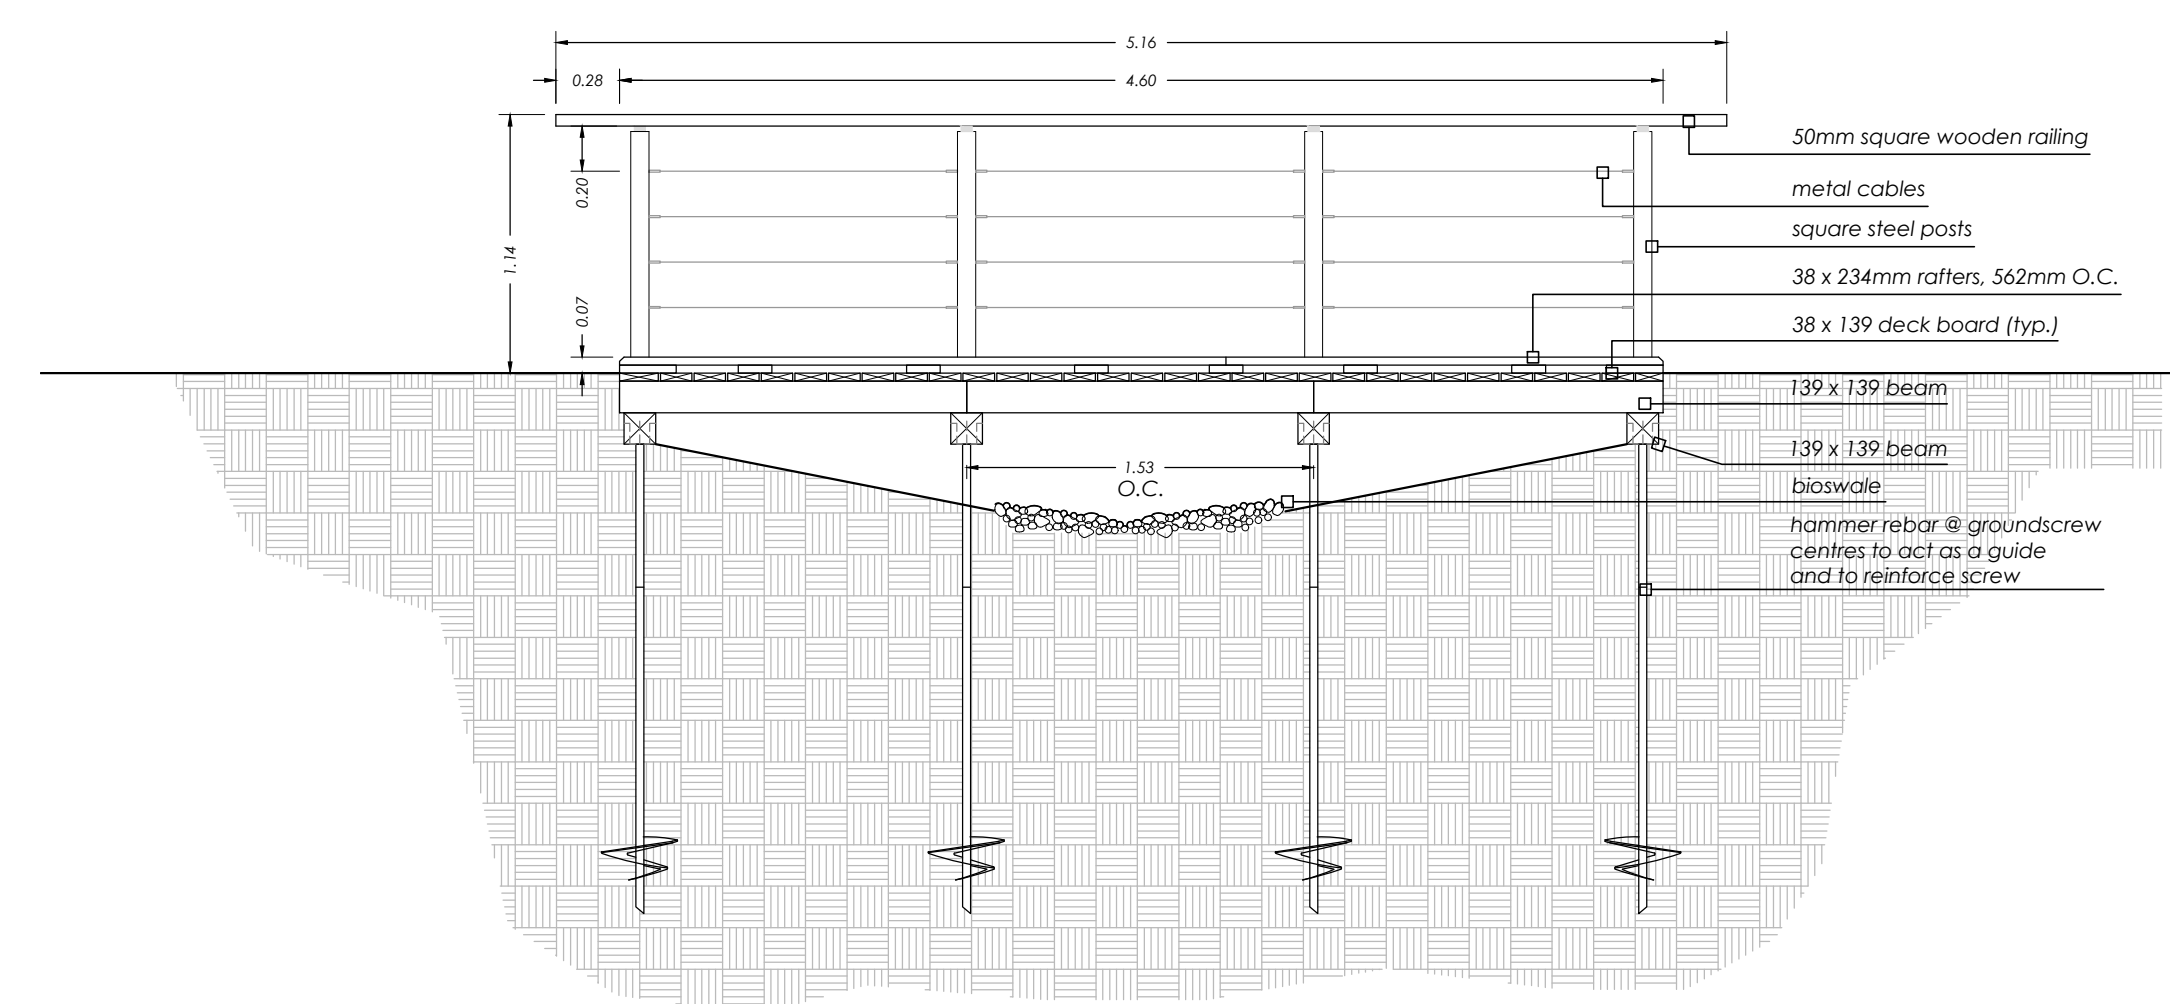 5.16
0.28
4.60
50mm square wooden railing
metal cables
0.20
square steel posts
1.14
38 x 234mm rafters, 562mm O.C.
0.07
38 x 139 deck board (typ.)
139 x 139 beam
139 x 139 beam
1.53
O.C.
bioswale
hammer rebar @ groundscrew
centres to act as a guide
and to reinforce screw